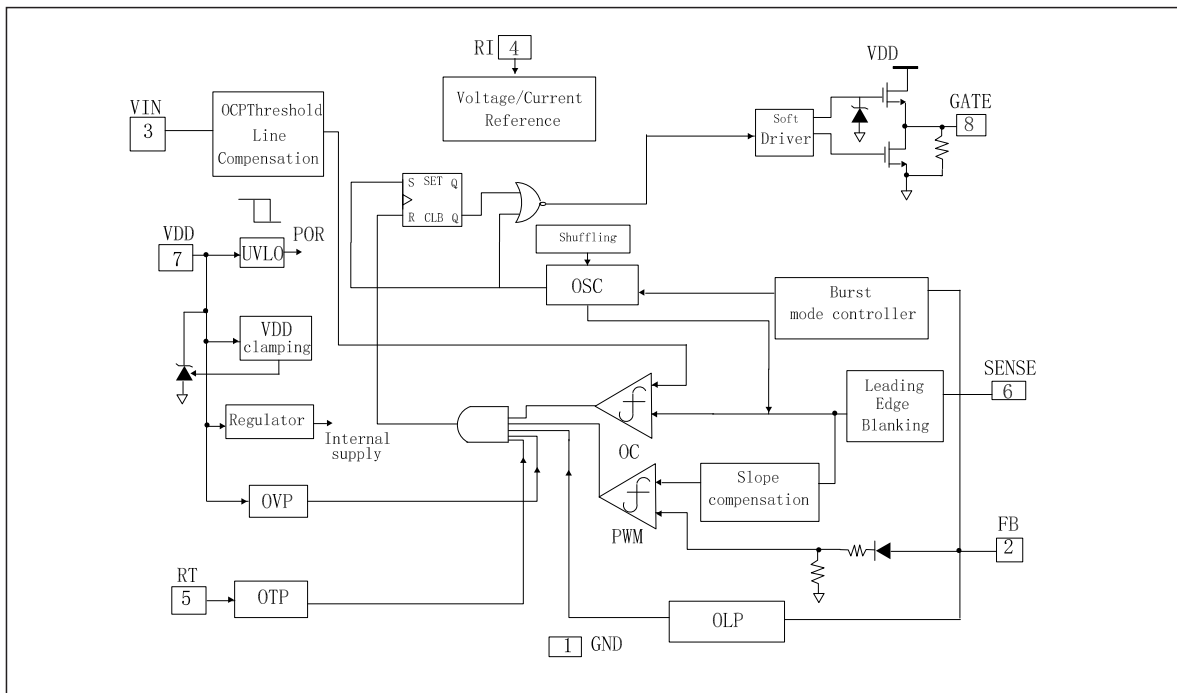 RI 4
Voltage/Current
Reference
VDD
VIN
3
OCPThreshold
Line
Compensation
Soft
Driver
GATE
8
S SET Q
R CLB Q
Shuffling
OSC
VDD
7
UVLO
POR
Burst
mode controller
VDD
clamping
SENSE
6
Leading
Edge
Blanking
Regulator
Internal
supply
OC
Slope
compensation
OVP
PWM
FB
2
RT
5
OTP
OLP
1 GND